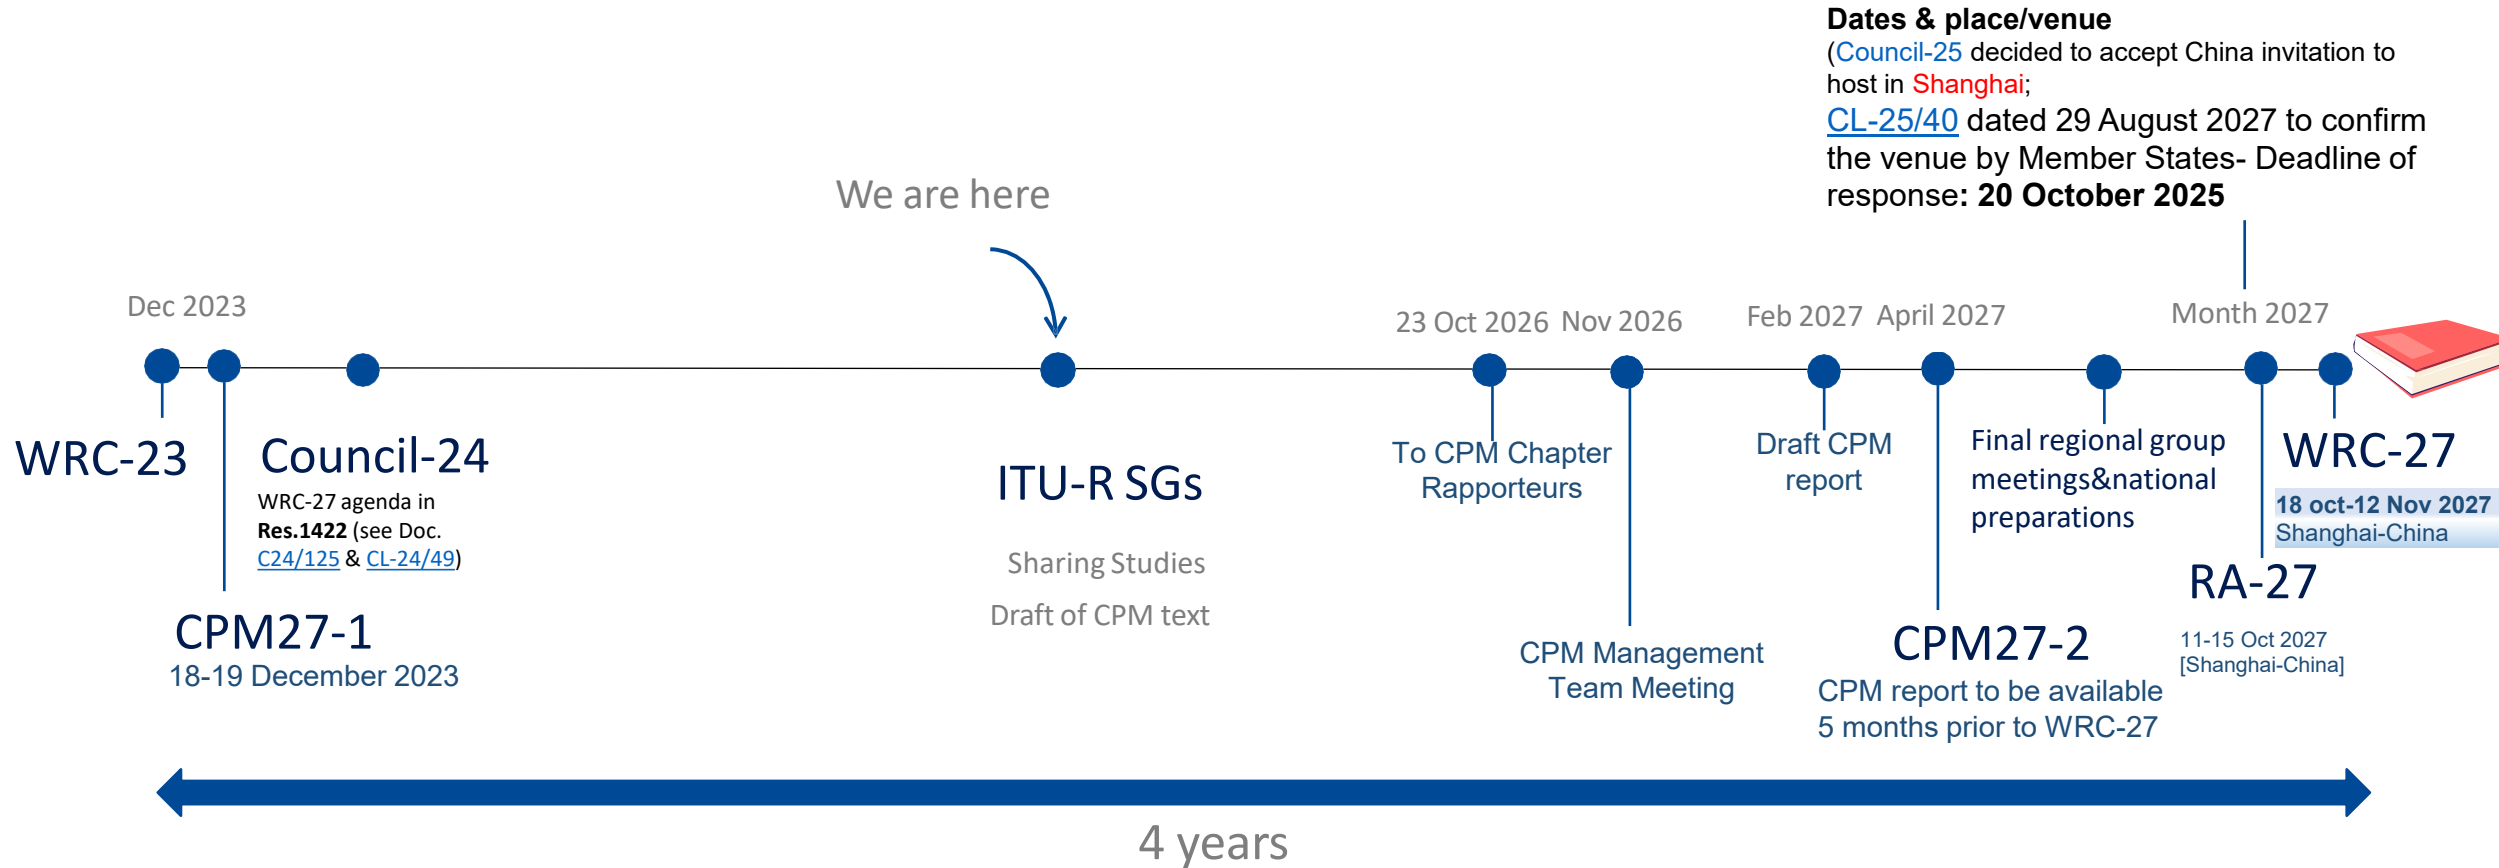 Dates & place/venue
(Council-25 decided to accept China invitation to
host in Shanghai;
CL-25/40 dated 29 August 2027 to confirm
the venue by Member States- Deadline of
response: 20 October 2025
We are here
Dec 2023
23 Oct 2026
Nov 2026
Feb 2027
April 2027
Month 2027
WRC-23
Council-24
WRC-27 agenda in
Res.1422 (see Doc.
C24/125 & CL-24/49)
CPM27-1
18-19 December 2023
ITU-R SGs
Sharing Studies
Draft of CPM text
To CPM Chapter
Rapporteurs
CPM Management
Team Meeting
Draft CPM
report
CPM27-2
CPM report to be available
5 months prior to WRC-27
Final regional group
meetings&national
preparations
RA-27
11-15 Oct 2027
[Shanghai-China]
WRC-27
18 oct-12 Nov 2027
Shanghai-China
4 years